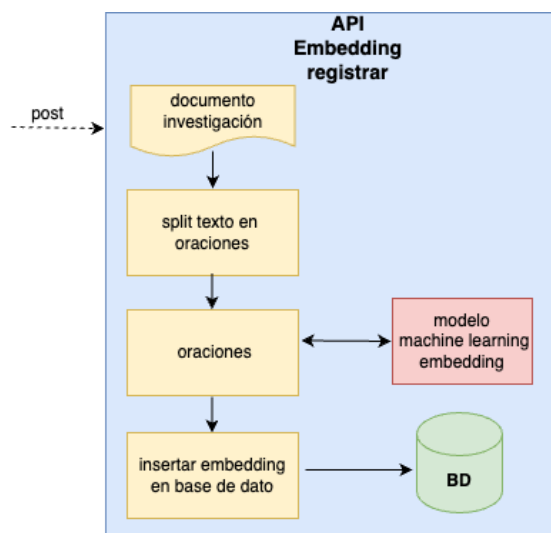 API
Embedding
registrar
post
documento
investigación
split texto en
oraciones
oraciones
modelo
machine learning
embedding
insertar embedding
en base de dato
BD